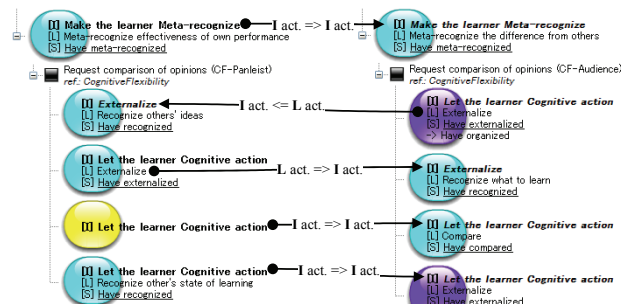 [I] Make the learner Meta-recognize
[L] Meta-recognize effectiveness of own performance
[S] Have meta-recognized
I act. => I act.
[I] Make the learner Meta-recognize
[L] Meta-recognize the difference from others
[S] Have meta-recognized
Request comparison of opinions (CF-Panleist)
ref.: CognitiveFlexibility
Request comparison of opinions (CF-Audience)
ref.: CognitiveFlexibility
[I] Externalize
[L] Recognize others' ideas
[S] Have recognized
I act. <= L act.
[I] Let the learner Cognitive action
[L] Externalize
[S] Have externalized
-> Have organized
[I] Let the learner Cognitive action
[L] Externalize
[S] Have externalized
L act. => I act.
[I] Externalize
[L] Recognize what to learn
[S] Have recognized
[I] Let the learner Cognitive action
I act. => I act.
[I] Let the learner Cognitive action
[L] Compare
[S] Have compared
[I] Let the learner Cognitive action
[L] Recognize other's state of learning
[S] Have recognized
I act. => I act.
[I] Let the learner Cognitive action
[L] Externalize
[S] Have externalized